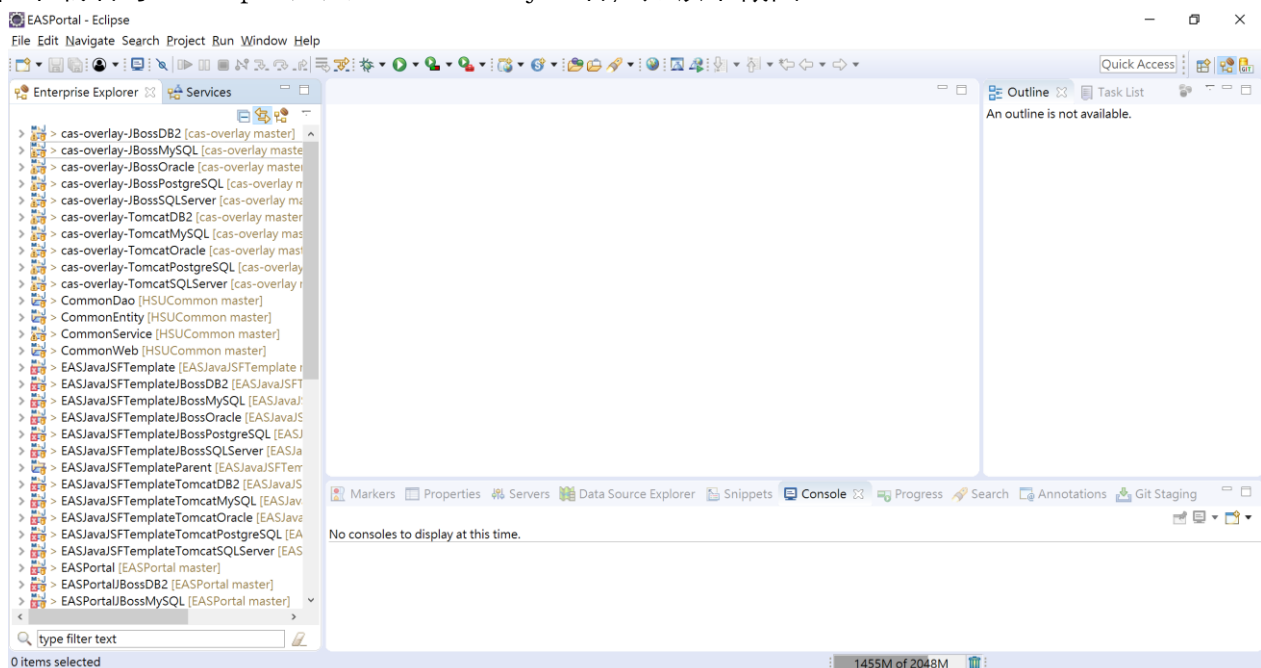 EASPortal - Eclipse
File Edit Navigate Search Project Run Window Help
Quick Access
Enterprise Explorer Services
Outline Task List
An outline is not available.
> cas-overlay-JBossDB2 [cas-overlay master]
> cas-overlay-JBossMySQL [cas-overlay maste
> cas-overlay-JBossOracle [cas-overlay master
> cas-overlay-JBossPostgreSQL [cas-overlay m
> cas-overlay-JBossSQLServer [cas-overlay ma
> cas-overlay-TomcatDB2 [cas-overlay master
> cas-overlay-TomcatMySQL [cas-overlay mas
> cas-overlay-TomcatOracle [cas-overlay mast
> cas-overlay-TomcatPostgreSQL [cas-overlay
> cas-overlay-TomcatSQLServer [cas-overlay r
> CommonDao [HSUCommon master]
> CommonEntity [HSUCommon master]
> CommonService [HSUCommon master]
> CommonWeb [HSUCommon master]
> EASJavaJSFTemplate [EASJavaJSFTemplate r
> EASJavaJSFTemplateJBossDB2 [EASJavaJSFT
> EASJavaJSFTemplateJBossMySQL [EASJavaJS
> EASJavaJSFTemplateJBossOracle [EASJavaJS
> EASJavaJSFTemplateJBossPostgreSQL [EASJ
> EASJavaJSFTemplateJBossSQLServer [EASJa
> EASJavaJSFTemplateParent [EASJavaJSFTem
> EASJavaJSFTemplateTomcatDB2 [EASJavaJS
> EASJavaJSFTemplateTomcatMySQL [EASJav
> EASJavaJSFTemplateTomcatOracle [EASJava
> EASJavaJSFTemplateTomcatPostgreSQL [EA
> EASJavaJSFTemplateTomcatSQLServer [EAS
> EASPortal [EASPortal master]
> EASPortalJBossDB2 [EASPortal master]
> EASPortalJBossMySQL [EASPortal master]
Markers Properties Servers Data Source Explorer Snippets Console Progress Search Annotations Git Staging
No consoles to display at this time.
type filter text
0 items selected
1455M of 2048M